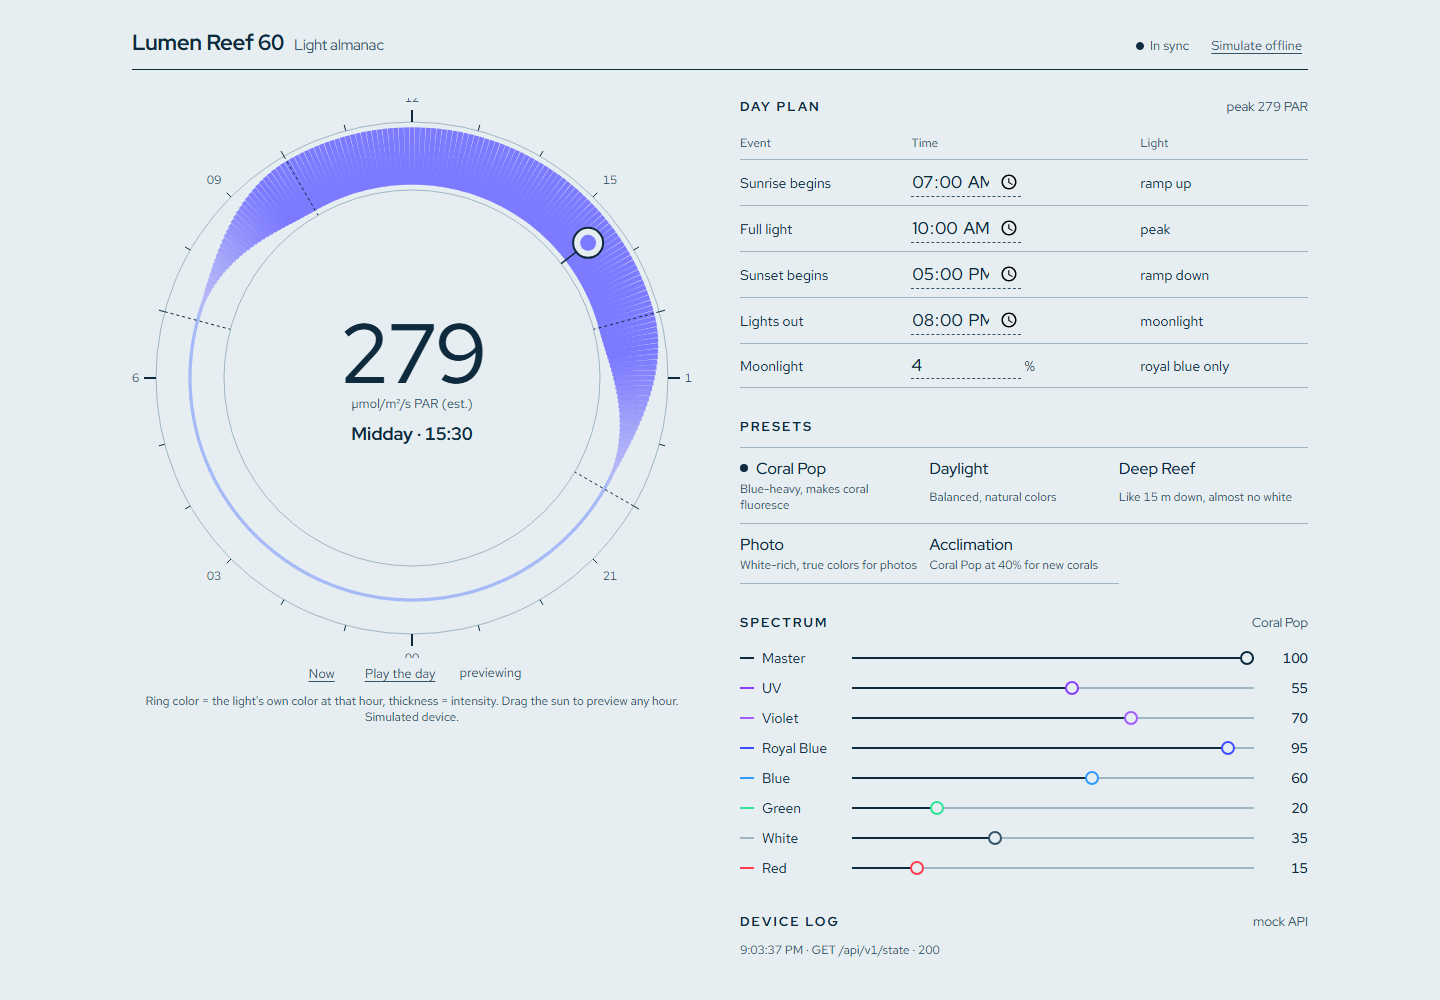 Lumen Reef 60 Light almanac
In sync Simulate offline
12
09
15
6
1
03
21
00
279
µmol/m²/s PAR (est.)
Midday · 15:30
Now Play the day previewing
Ring color = the light's own color at that hour, thickness = intensity. Drag the sun to preview any hour.
Simulated device.
DAY PLAN peak 279 PAR
Event Time Light
Sunrise begins 07:00 AM ramp up
Full light 10:00 AM peak
Sunset begins 05:00 PM ramp down
Lights out 08:00 PM moonlight
Moonlight 4 % royal blue only
PRESETS
Coral Pop
Blue-heavy, makes coral
fluoresce
Daylight
Balanced, natural colors
Deep Reef
Like 15 m down, almost no white
Photo
White-rich, true colors for photos
Acclimation
Coral Pop at 40% for new corals
SPECTRUM Coral Pop
Master 100
UV 55
Violet 70
Royal Blue 95
Blue 60
Green 20
White 35
Red 15
DEVICE LOG mock API
9:03:37 PM · GET /api/v1/state · 200